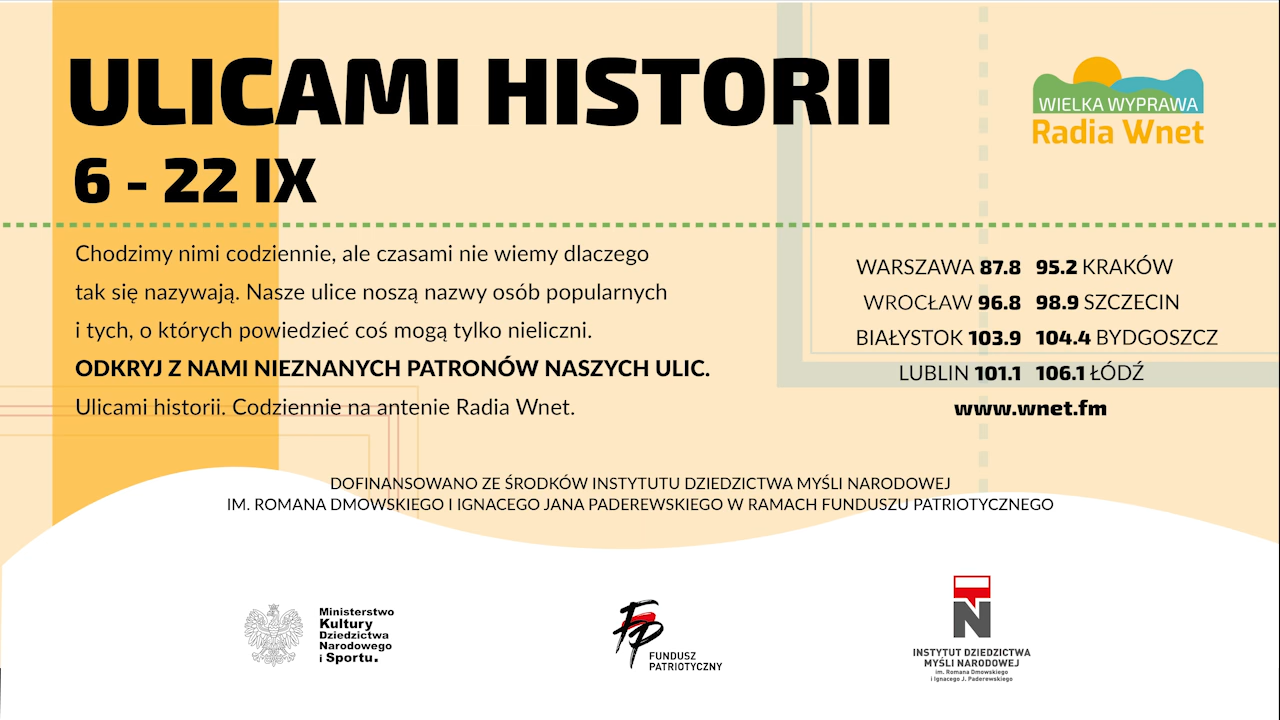 ULICAMI HISTORII
6 - 22 IX
WIELKA WYPRAWA
Radia Wnet
Chodzimy nimi codziennie, ale czasami nie wiemy dlaczego
tak się nazywają. Nasze ulice noszą nazwy osób popularnych
i tych, o których powiedzieć coś mogą tylko nieliczni.
ODKRYJ Z NAMI NIEZNANYCH PATRONÓW NASZYCH ULIC.
Ulicami historii. Codziennie na antenie Radia Wnet.
WARSZAWA 87.8 95.2 KRAKÓW
WROCŁAW 96.8 98.9 SZCZECIN
BIAŁYSTOK 103.9 104.4 BYDGOSZCZ
LUBLIN 101.1 106.1 ŁÓDŹ
www.wnet.fm
DOFINANSOWANO ZE ŚRODKÓW INSTYTUTU DZIEDZICTWA MYŚLI NARODOWEJ
IM. ROMANA DMOWSKIEGO I IGNACEGO JANA PADEREWSKIEGO W RAMACH FUNDUSZU PATRIOTYCZNEGO
Ministerstwo
Kultury
Dziedzictwa
Narodowego
i Sportu.
FP
FUNDUSZ
PATRIOTYCZNY
N
INSTYTUT DZIEDZICTWA
MYŚLI NARODOWEJ
im. Romana Dmowskiego
i Ignacego J. Paderewskiego